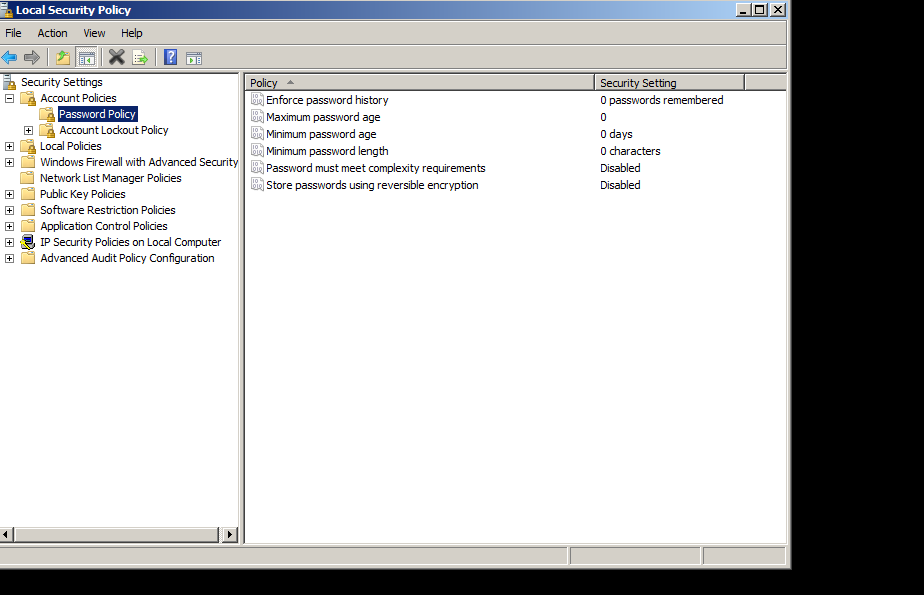 Local Security Policy
File Action View Help
Security Settings
Account Policies
Password Policy
Account Lockout Policy
Local Policies
Windows Firewall with Advanced Security
Network List Manager Policies
Public Key Policies
Software Restriction Policies
Application Control Policies
IP Security Policies on Local Computer
Advanced Audit Policy Configuration
Policy Security Setting
Enforce password history 0 passwords remembered
Maximum password age 0
Minimum password age 0 days
Minimum password length 0 characters
Password must meet complexity requirements Disabled
Store passwords using reversible encryption Disabled